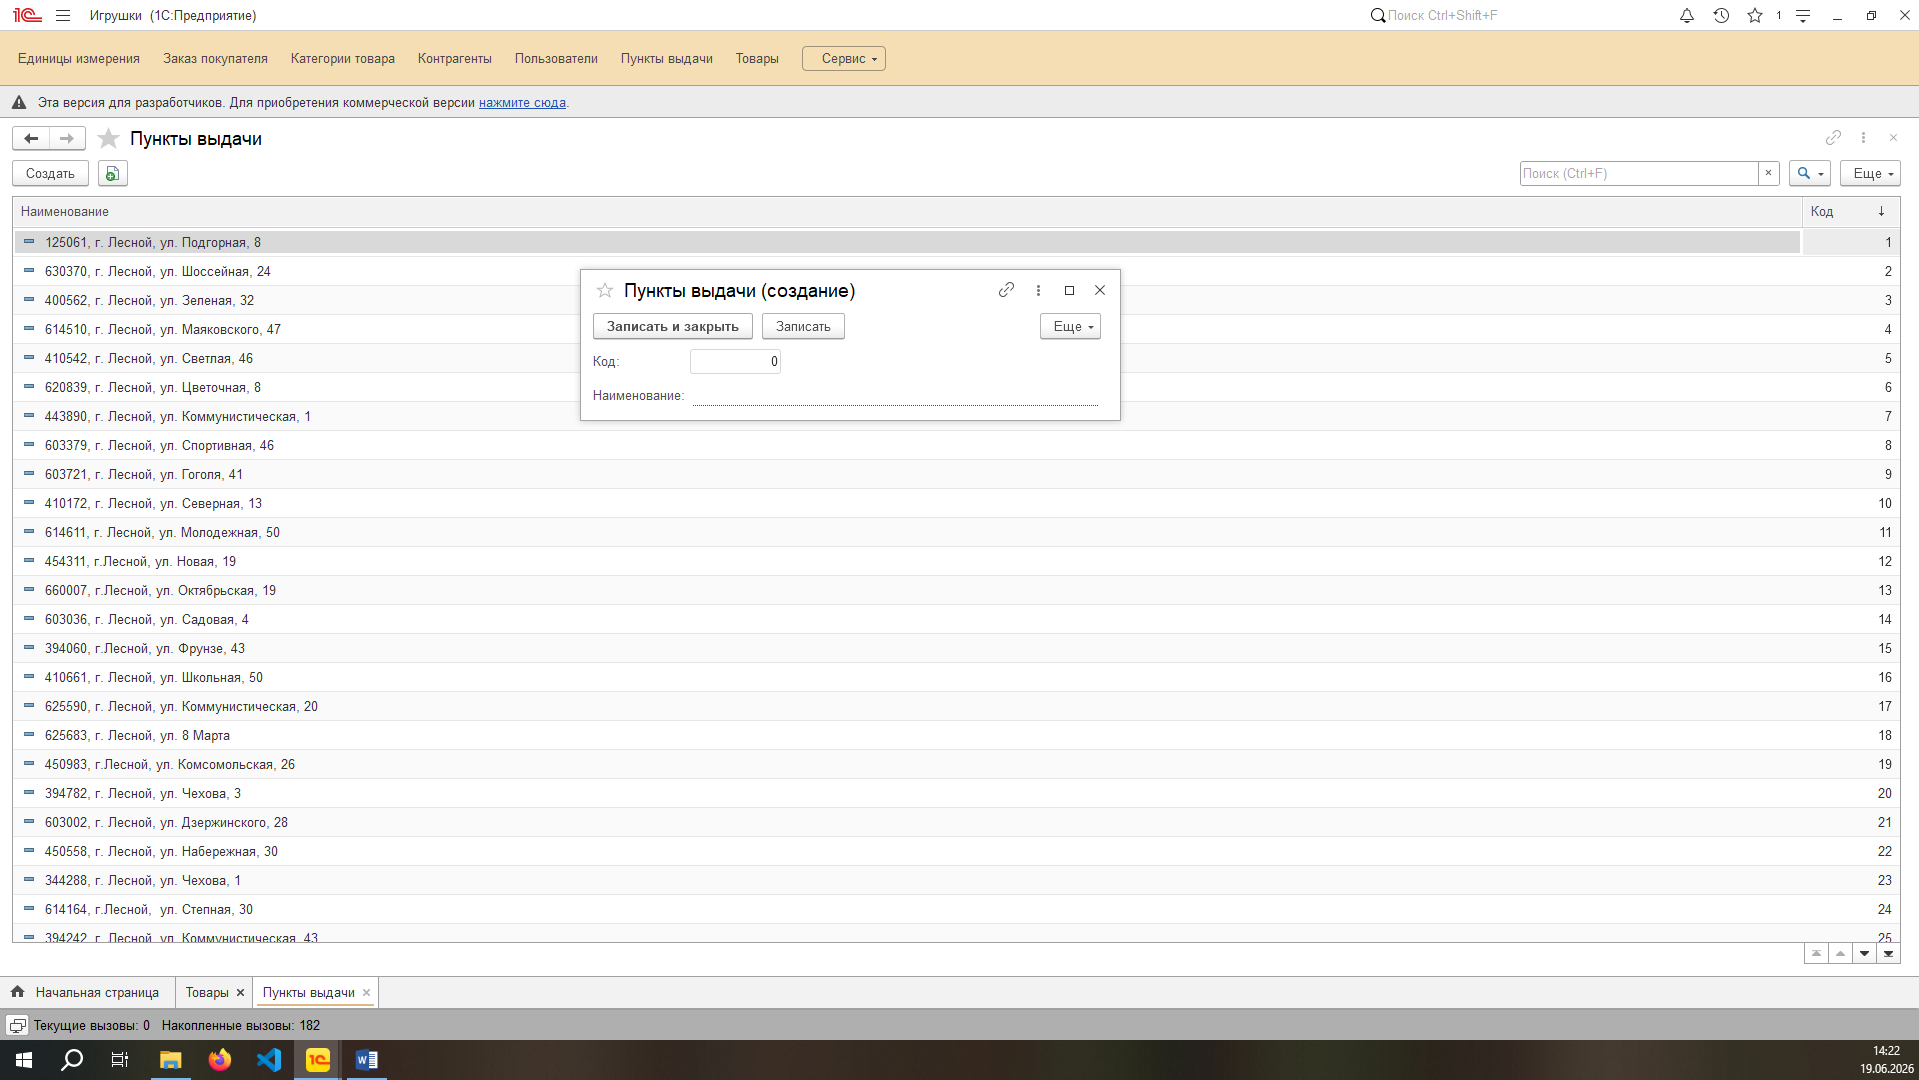 1С Игрушки (1С:Предприятие) Поиск Ctrl+Shift+F 1
Единицы измерения Заказ покупателя Категории товара Контрагенты Пользователи Пункты выдачи Товары Сервис
Эта версия для разработчиков. Для приобретения коммерческой версии нажмите сюда.
Пункты выдачи
Создать Поиск (Ctrl+F) × Еще
Наименование Код ↓
125061, г. Лесной, ул. Подгорная, 8 1
630370, г. Лесной, ул. Шоссейная, 24 2
400562, г. Лесной, ул. Зеленая, 32 3
614510, г. Лесной, ул. Маяковского, 47 4
410542, г. Лесной, ул. Светлая, 46 5
620839, г. Лесной, ул. Цветочная, 8 6
443890, г. Лесной, ул. Коммунистическая, 1 7
603379, г. Лесной, ул. Спортивная, 46 8
603721, г. Лесной, ул. Гоголя, 41 9
410172, г. Лесной, ул. Северная, 13 10
614611, г. Лесной, ул. Молодежная, 50 11
454311, г.Лесной, ул. Новая, 19 12
660007, г.Лесной, ул. Октябрьская, 19 13
603036, г. Лесной, ул. Садовая, 4 14
394060, г.Лесной, ул. Фрунзе, 43 15
410661, г. Лесной, ул. Школьная, 50 16
625590, г. Лесной, ул. Коммунистическая, 20 17
625683, г. Лесной, ул. 8 Марта 18
450983, г.Лесной, ул. Комсомольская, 26 19
394782, г. Лесной, ул. Чехова, 3 20
603002, г. Лесной, ул. Дзержинского, 28 21
450558, г. Лесной, ул. Набережная, 30 22
344288, г. Лесной, ул. Чехова, 1 23
614164, г.Лесной, ул. Степная, 30 24
394242, г. Лесной, ул. Коммунистическая, 43 25
Пункты выдачи (создание)
Записать и закрыть Записать Еще
Код: 0
Наименование:
Начальная страница Товары × Пункты выдачи ×
Текущие вызовы: 0 Накопленные вызовы: 182
14:22
19.06.2026